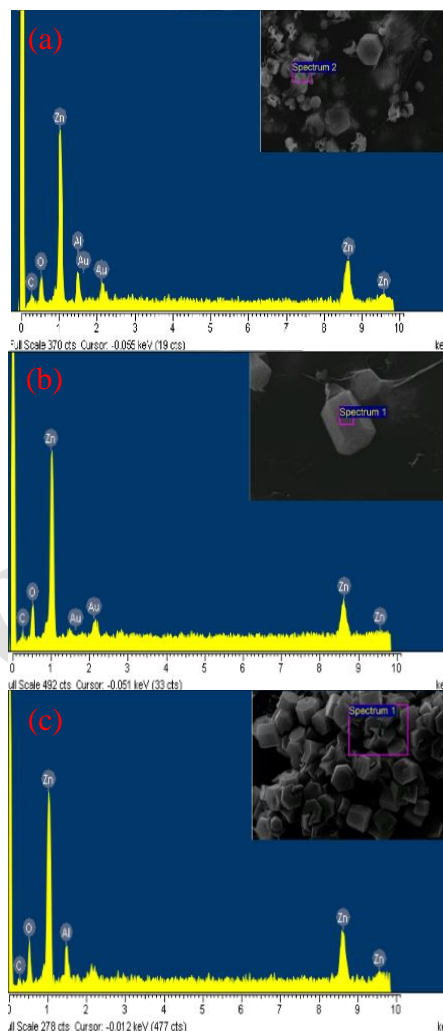 (a)
Spectrum 2
Zn
Al
O
Au
C
Au
Zn
Zn
0 1 2 3 4 5 6 7 8 9 10
Full Scale 370 cts Cursor: -0.055 keV (19 cts)
ke
(b)
Spectrum 1
Zn
O
C
Au
Au
Zn
Zn
0 1 2 3 4 5 6 7 8 9 10
ull Scale 492 cts Cursor: -0.051 keV (33 cts)
ke
(c)
Spectrum 1
Zn
O
Al
C
Zn
Zn
0 1 2 3 4 5 6 7 8 9 10
ull Scale 278 cts Cursor: -0.012 keV (477 cts)
ke